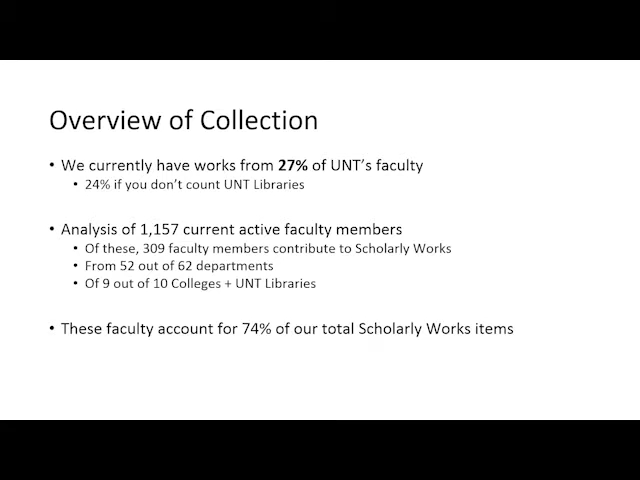 Overview of Collection
• We currently have works from 27% of UNT's faculty
• 24% if you don't count UNT Libraries
• Analysis of 1,157 current active faculty members
• Of these, 309 faculty members contribute to Scholarly Works
• From 52 out of 62 departments
• Of 9 out of 10 Colleges + UNT Libraries
• These faculty account for 74% of our total Scholarly Works items